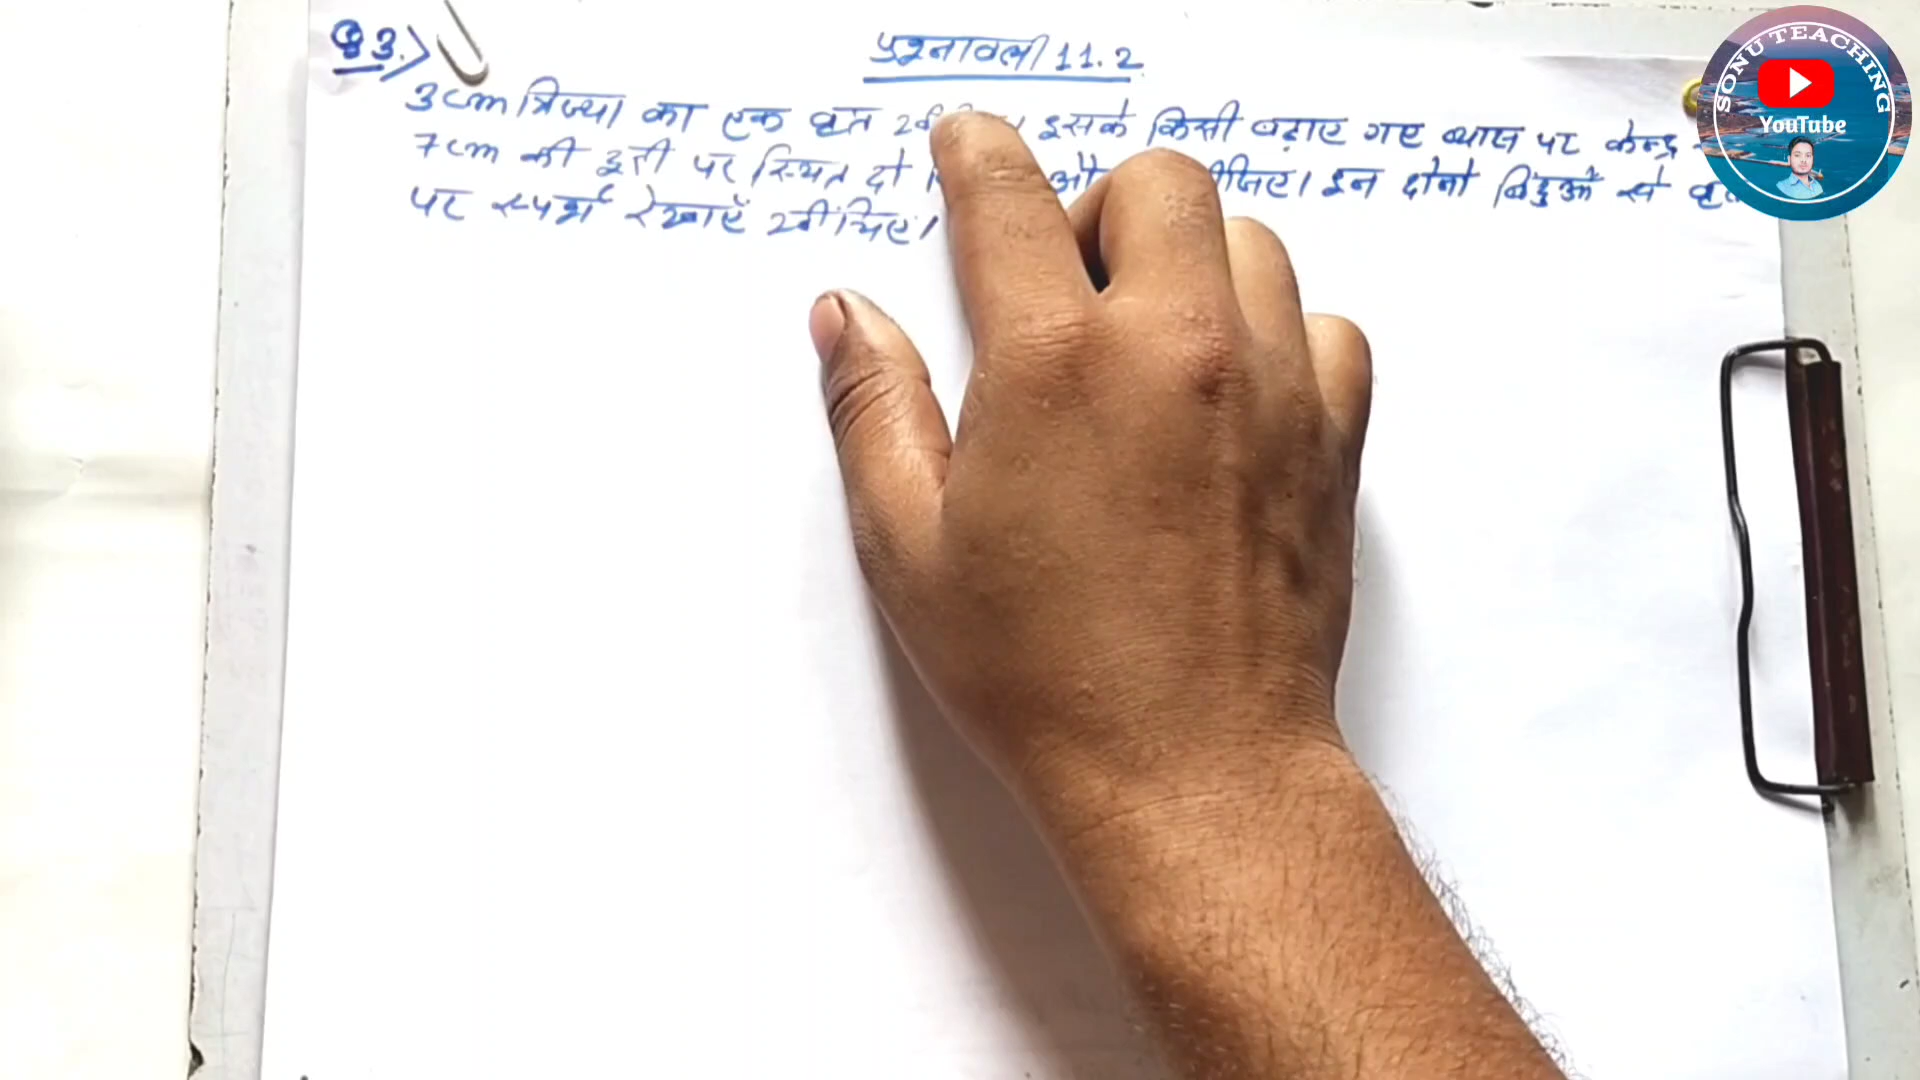 प्रश्नावली 11.2
Q3.>
3cm त्रिज्या का एक वृत इसके किसी बढ़ाए गए व्यास पर केन्द्र
7cm की दूरी पर स्थित दो इन दोनो बिंदुओं से
पर स्पर्श रेखाएँ खींचिए।
SONU TEACHING
YouTube